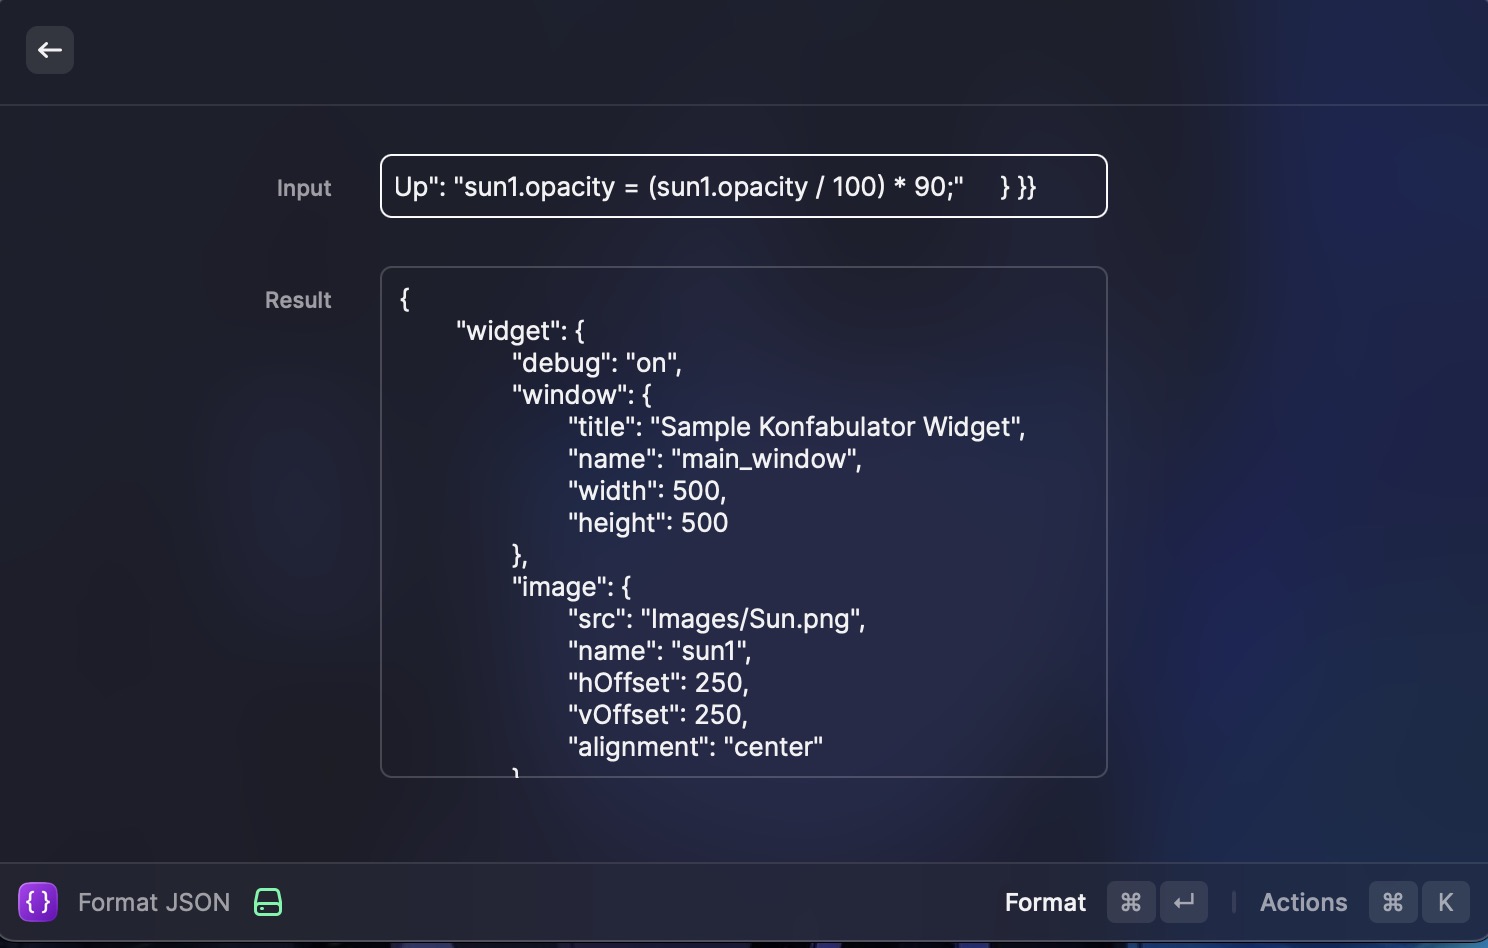 Input
Up": "sun1.opacity = (sun1.opacity / 100) * 90;"     } }}
Result
{
"widget": {
"debug": "on",
"window": {
"title": "Sample Konfabulator Widget",
"name": "main_window",
"width": 500,
"height": 500
},
"image": {
"src": "Images/Sun.png",
"name": "sun1",
"hOffset": 250,
"vOffset": 250,
"alignment": "center"
{ } Format JSON
Format ⌘ ↵ | Actions ⌘ K